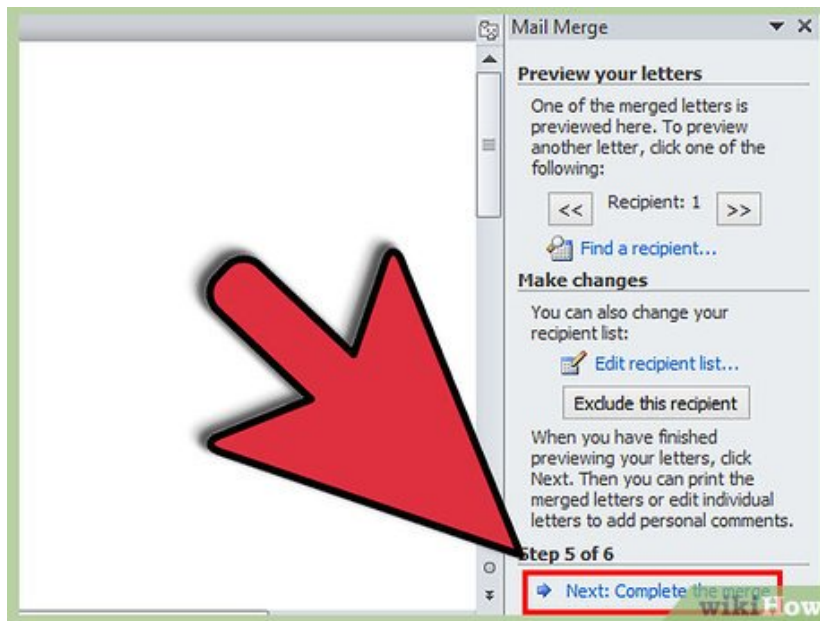 Mail Merge
Preview your letters
One of the merged letters is
previewed here. To preview
another letter, click one of the
following:
<< Recipient: 1 >>
Find a recipient...
Make changes
You can also change your
recipient list:
Edit recipient list...
Exclude this recipient
When you have finished
previewing your letters, click
Next. Then you can print the
merged letters or edit individual
letters to add personal comments.
Step 5 of 6
Next: Complete the merge
wikiHow